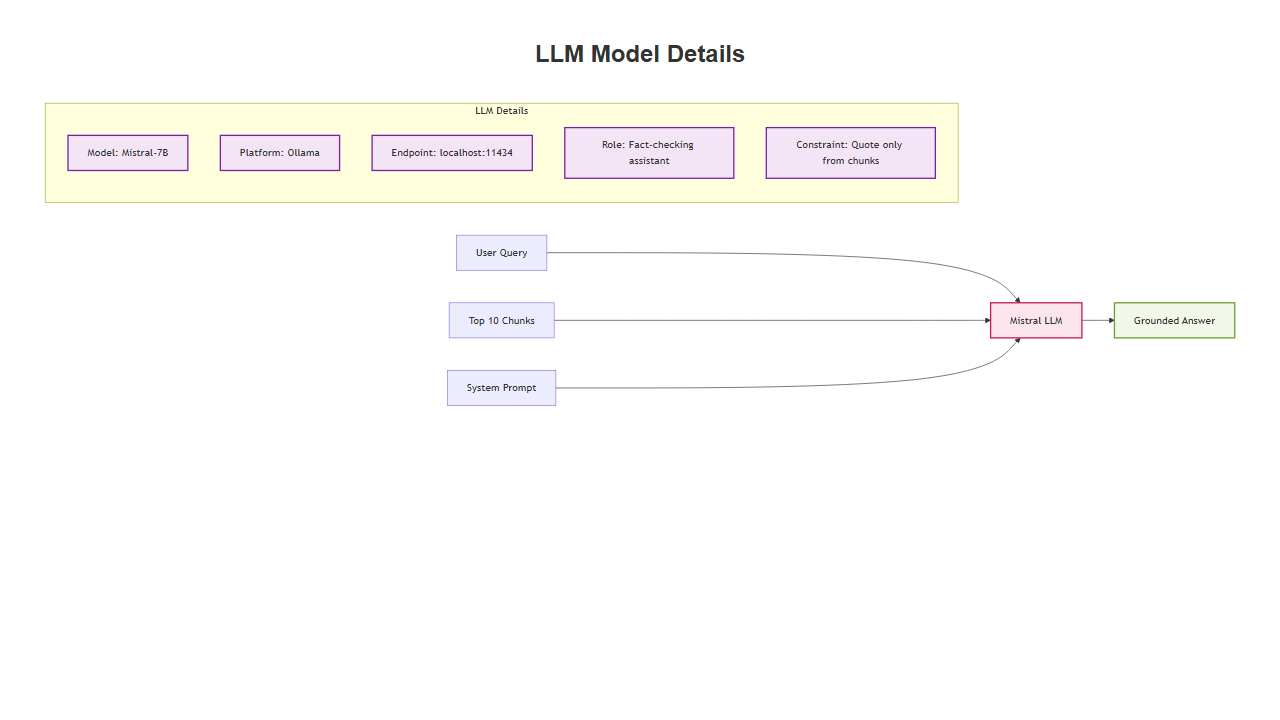 LLM Model Details
LLM Details
Model: Mistral-7B
Platform: Ollama
Endpoint: localhost:11434
Role: Fact-checking
assistant
Constraint: Quote only
from chunks
User Query
Top 10 Chunks
System Prompt
Mistral LLM
Grounded Answer